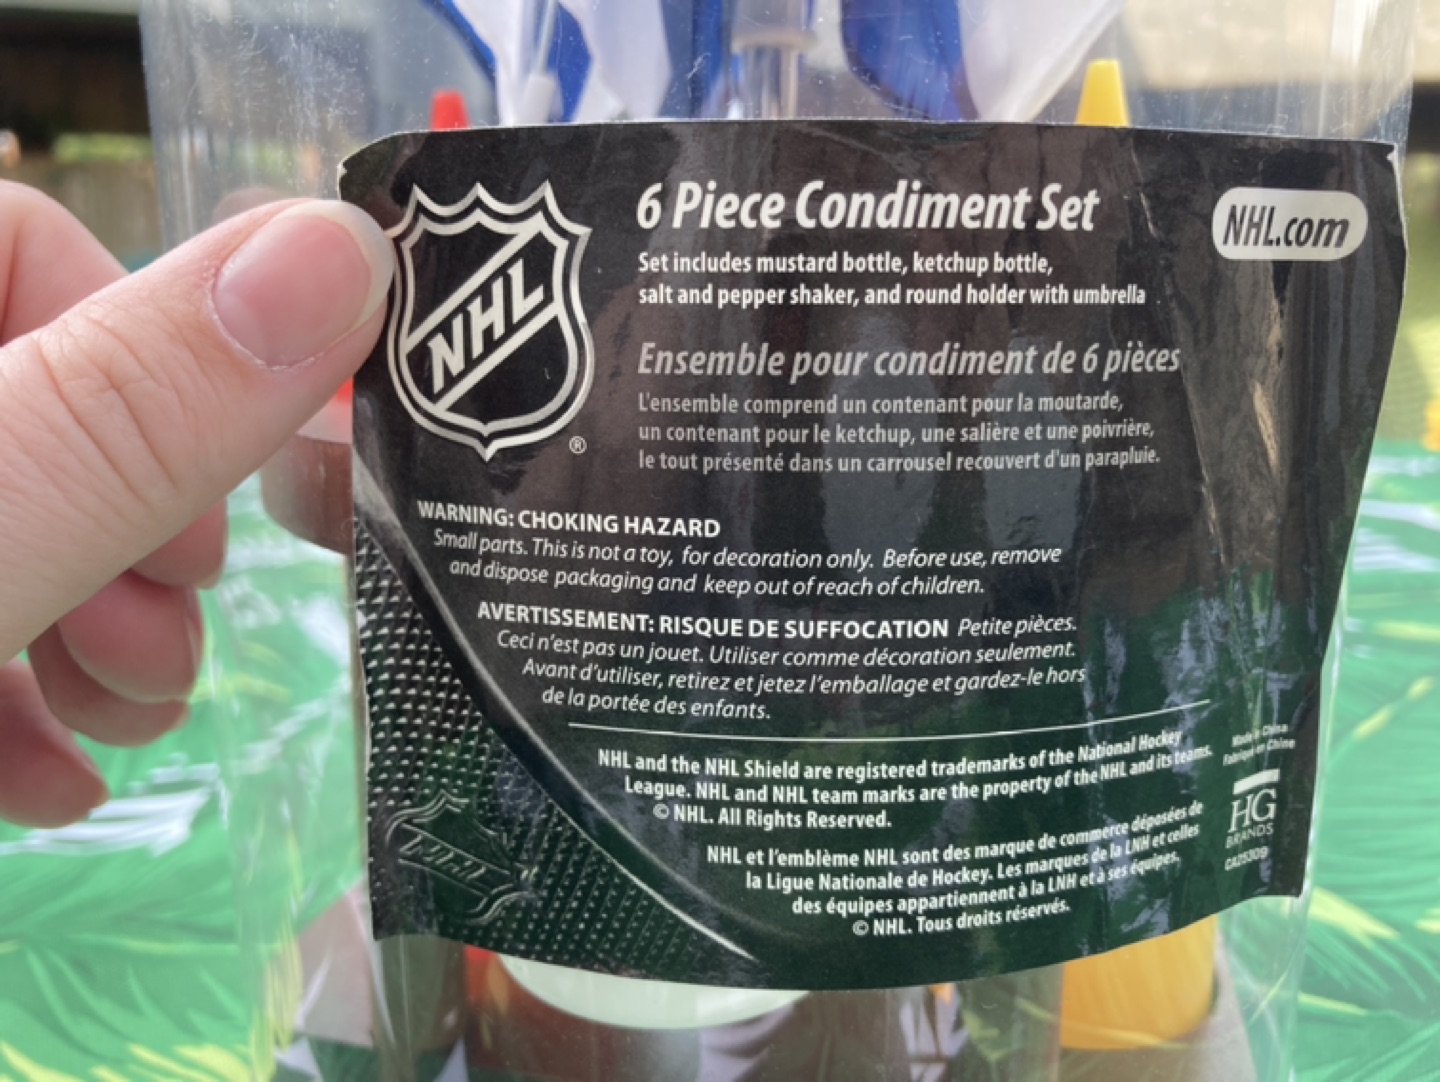 NHL
®
6 Piece Condiment Set
NHL.com
Set includes mustard bottle, ketchup bottle,
salt and pepper shaker, and round holder with umbrella
Ensemble pour condiment de 6 pièces
L'ensemble comprend un contenant pour la moutarde,
un contenant pour le ketchup, une salière et une poivrière,
le tout présenté dans un carrousel recouvert d'un parapluie.
WARNING: CHOKING HAZARD
Small parts. This is not a toy, for decoration only. Before use, remove
and dispose packaging and keep out of reach of children.
AVERTISSEMENT: RISQUE DE SUFFOCATION Petite pièces.
Ceci n'est pas un jouet. Utiliser comme décoration seulement.
Avant d'utiliser, retirez et jetez l'emballage et gardez-le hors
de la portée des enfants.
NHL and the NHL Shield are registered trademarks of the National Hockey
League. NHL and NHL team marks are the property of the NHL and its teams.
© NHL. All Rights Reserved.
NHL et l'emblème NHL sont des marque de commerce déposées de
la Ligue Nationale de Hockey. Les marques de la LNH et celles
des équipes appartiennent à la LNH et à ses équipes.
© NHL. Tous droits réservés.
Made in China
Fabriqué en Chine
HG
BRANDS
CA25309
NHL